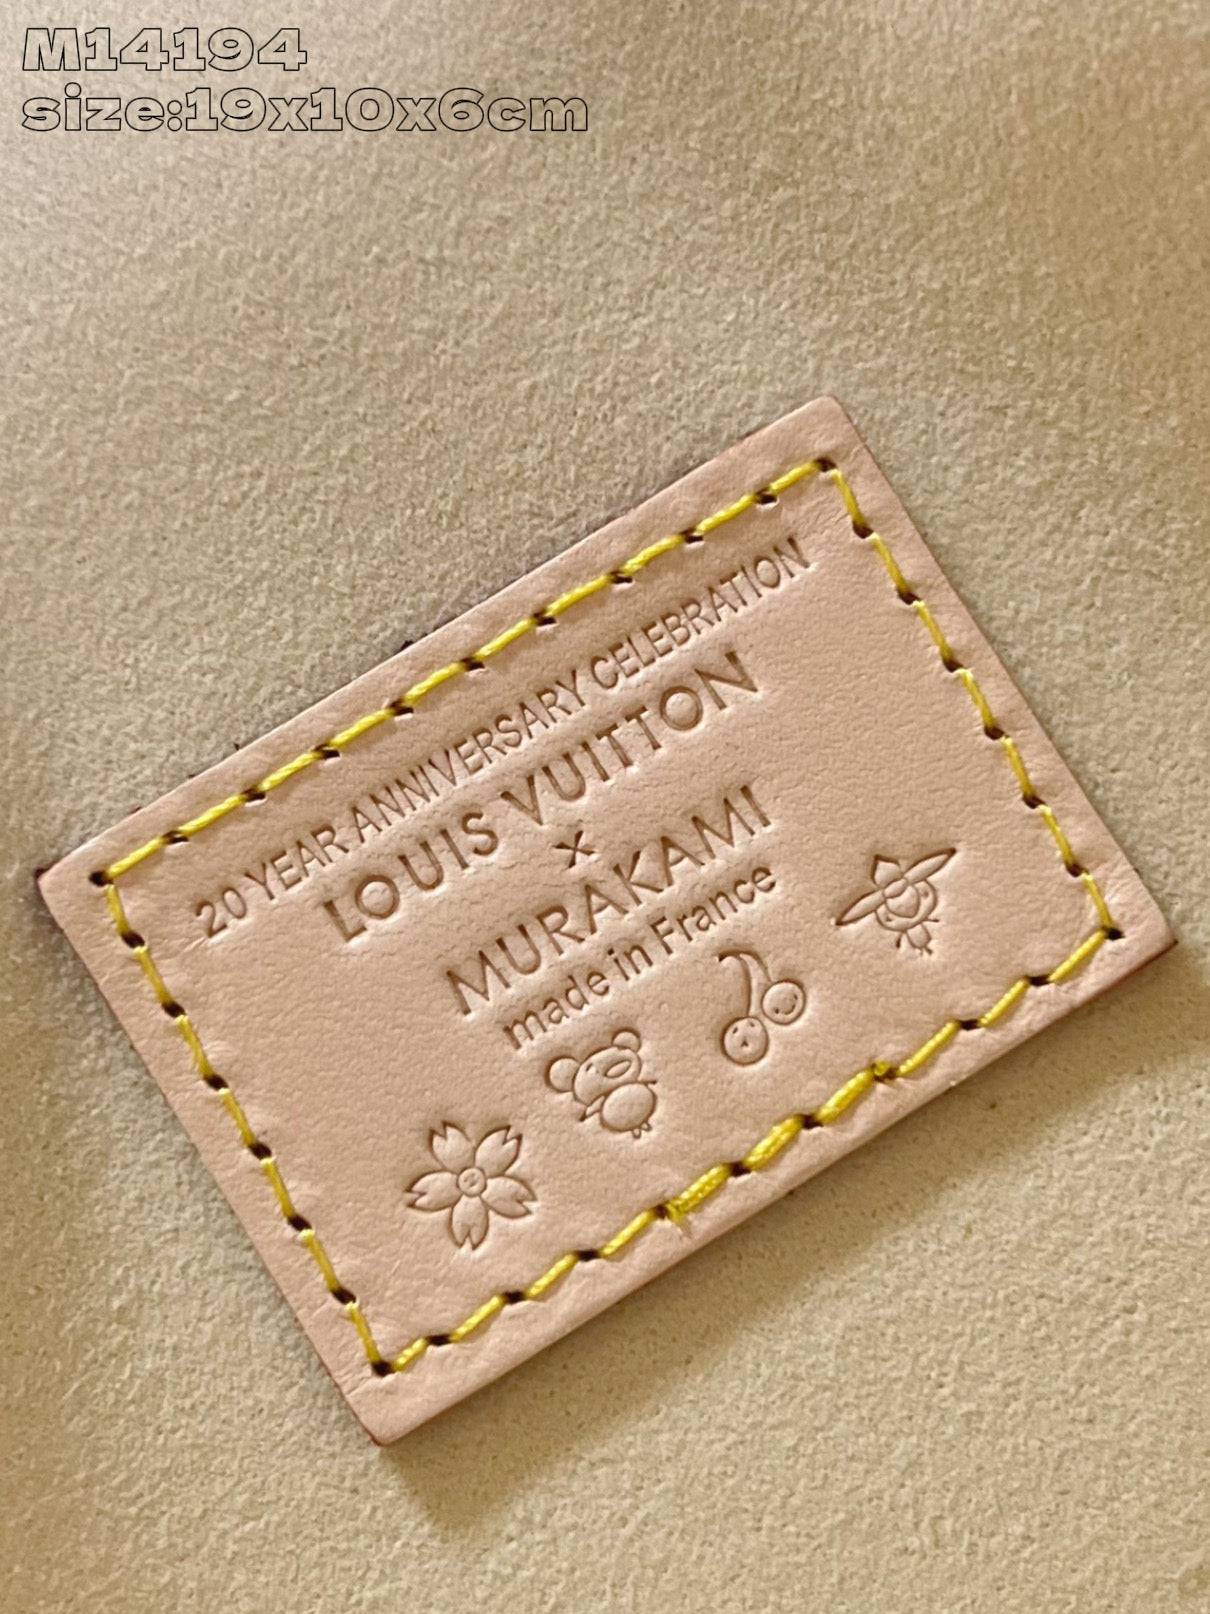 M14194
size:19x10x6cm
20 YEAR ANNIVERSARY CELEBRATION
LOUIS VUITTON
x
MURAKAMI
made in France